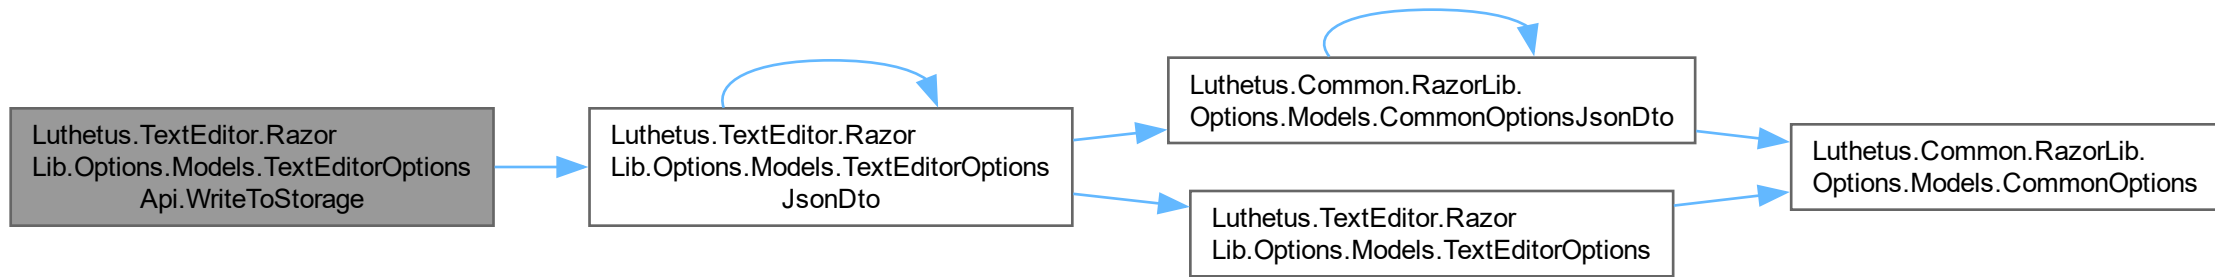 Luthetus.TextEditor.Razor
Lib.Options.Models.TextEditorOptions
Api.WriteToStorage
Luthetus.TextEditor.Razor
Lib.Options.Models.TextEditorOptions
JsonDto
Luthetus.Common.RazorLib.
Options.Models.CommonOptionsJsonDto
Luthetus.TextEditor.Razor
Lib.Options.Models.TextEditorOptions
Luthetus.Common.RazorLib.
Options.Models.CommonOptions